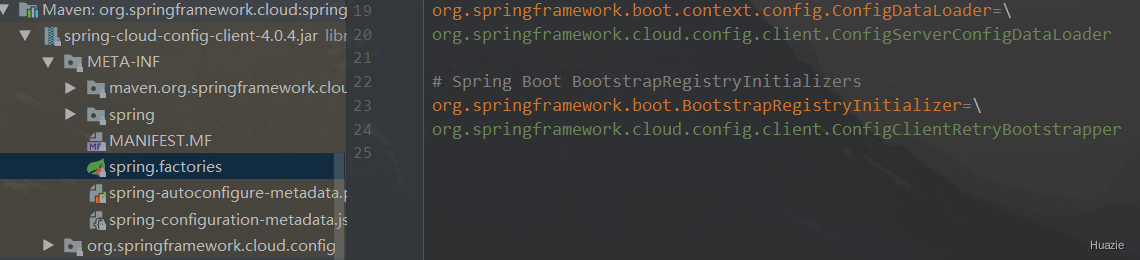 Maven: org.springframework.cloud:spring
spring-cloud-config-client-4.0.4.jar libr
META-INF
maven.org.springframework.clou
spring
MANIFEST.MF
spring.factories
spring-autoconfigure-metadata.p
spring-configuration-metadata.js
org.springframework.cloud.config
19 org.springframework.boot.context.config.ConfigDataLoader=\
20 org.springframework.cloud.config.client.ConfigServerConfigDataLoader
21
22 # Spring Boot BootstrapRegistryInitializers
23 org.springframework.boot.BootstrapRegistryInitializer=\
24 org.springframework.cloud.config.client.ConfigClientRetryBootstrapper
25
Huazie